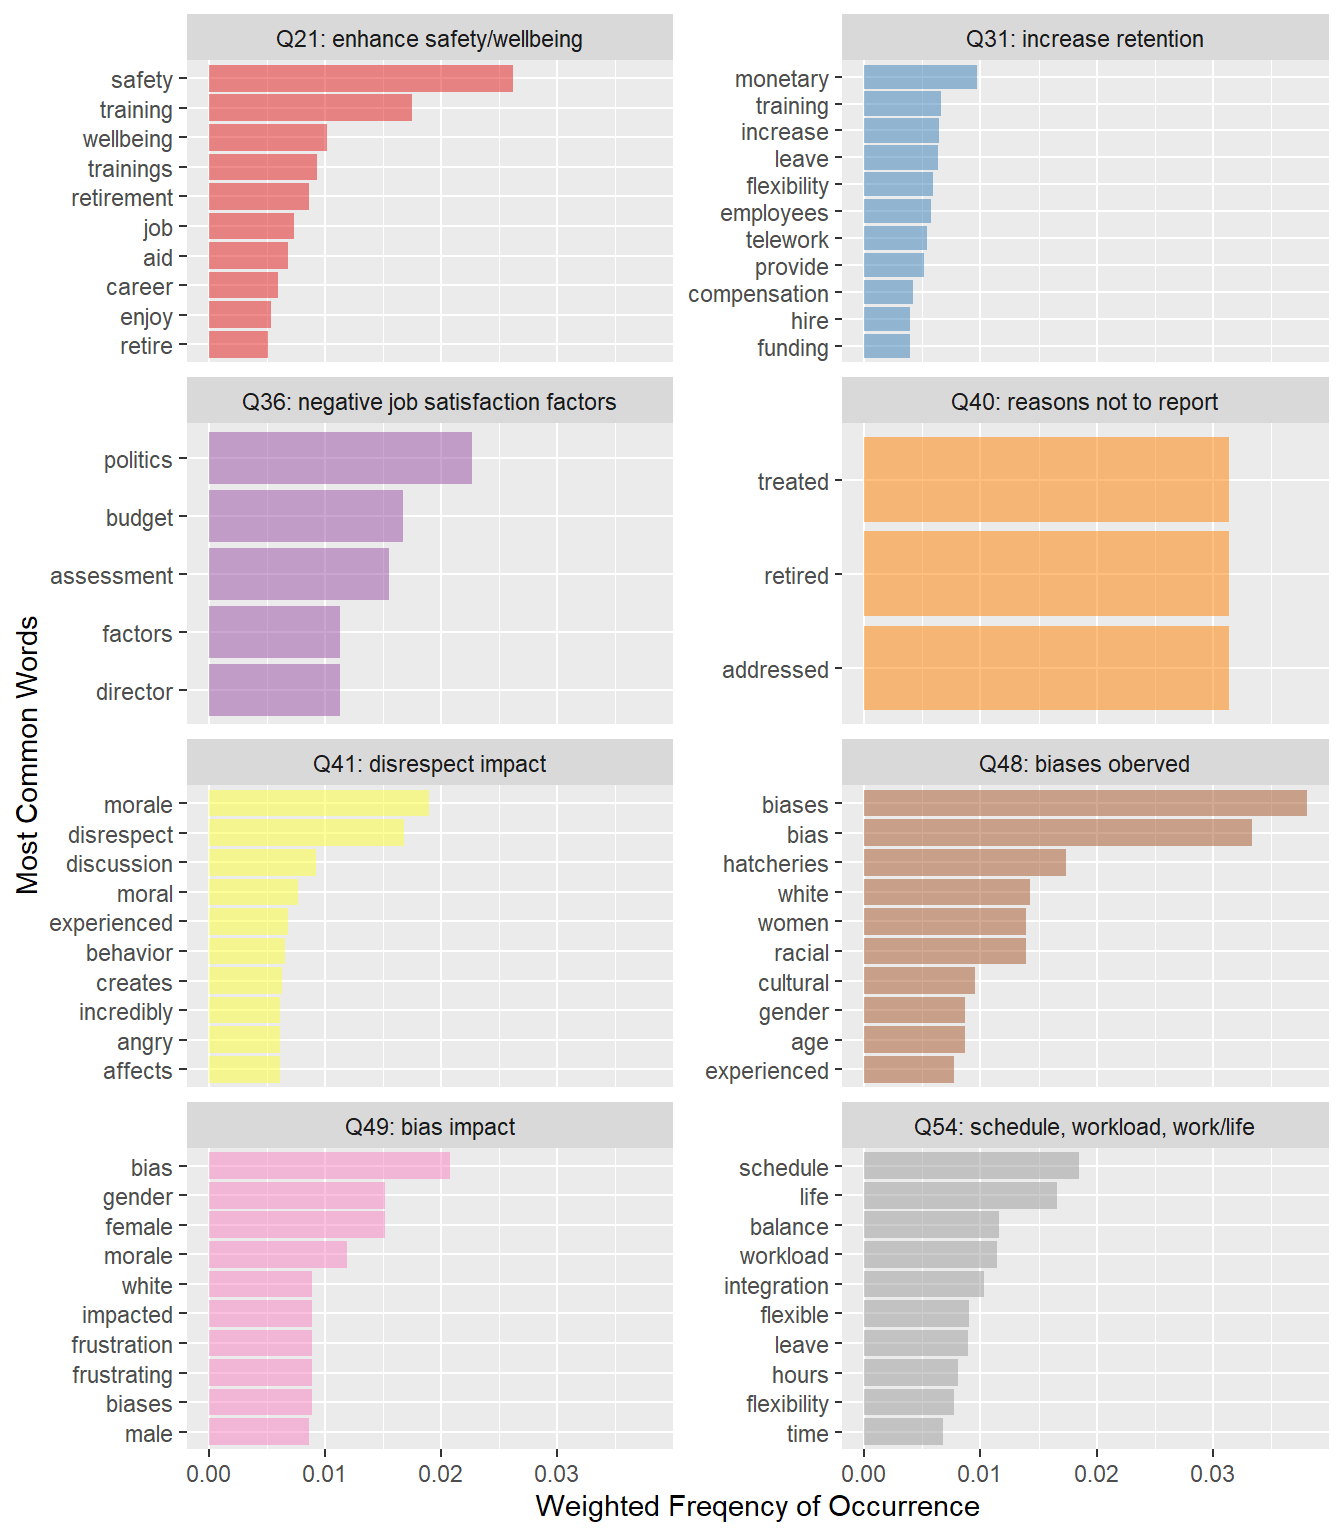 Q21: enhance safety/wellbeing
safety
training
wellbeing
trainings
retirement
job
aid
career
enjoy
retire
Q31: increase retention
monetary
training
increase
leave
flexibility
employees
telework
provide
compensation
hire
funding
Q36: negative job satisfaction factors
politics
budget
assessment
factors
director
Q40: reasons not to report
treated
retired
addressed
Q41: disrespect impact
morale
disrespect
discussion
moral
experienced
behavior
creates
incredibly
angry
affects
Q48: biases oberved
biases
bias
hatcheries
white
women
racial
cultural
gender
age
experienced
Q49: bias impact
bias
gender
female
morale
white
impacted
frustration
frustrating
biases
male
Q54: schedule, workload, work/life
schedule
life
balance
workload
integration
flexible
leave
hours
flexibility
time
0.00 0.01 0.02 0.03
0.00 0.01 0.02 0.03
Weighted Freqency of Occurrence
Most Common Words